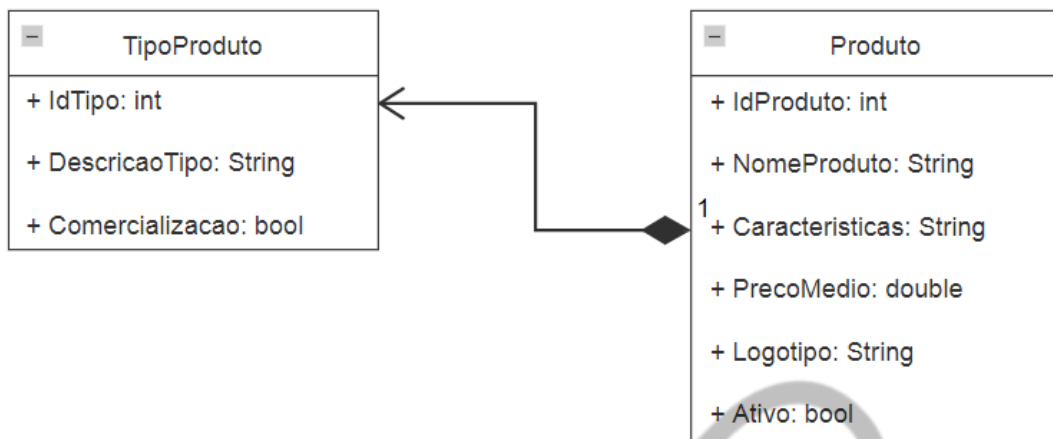 TipoProduto
+ IdTipo: int
+ DescricaoTipo: String
+ Comercializacao: bool
Produto
+ IdProduto: int
+ NomeProduto: String
1
+ Caracteristicas: String
+ PrecoMedio: double
+ Logotipo: String
+ Ativo: bool